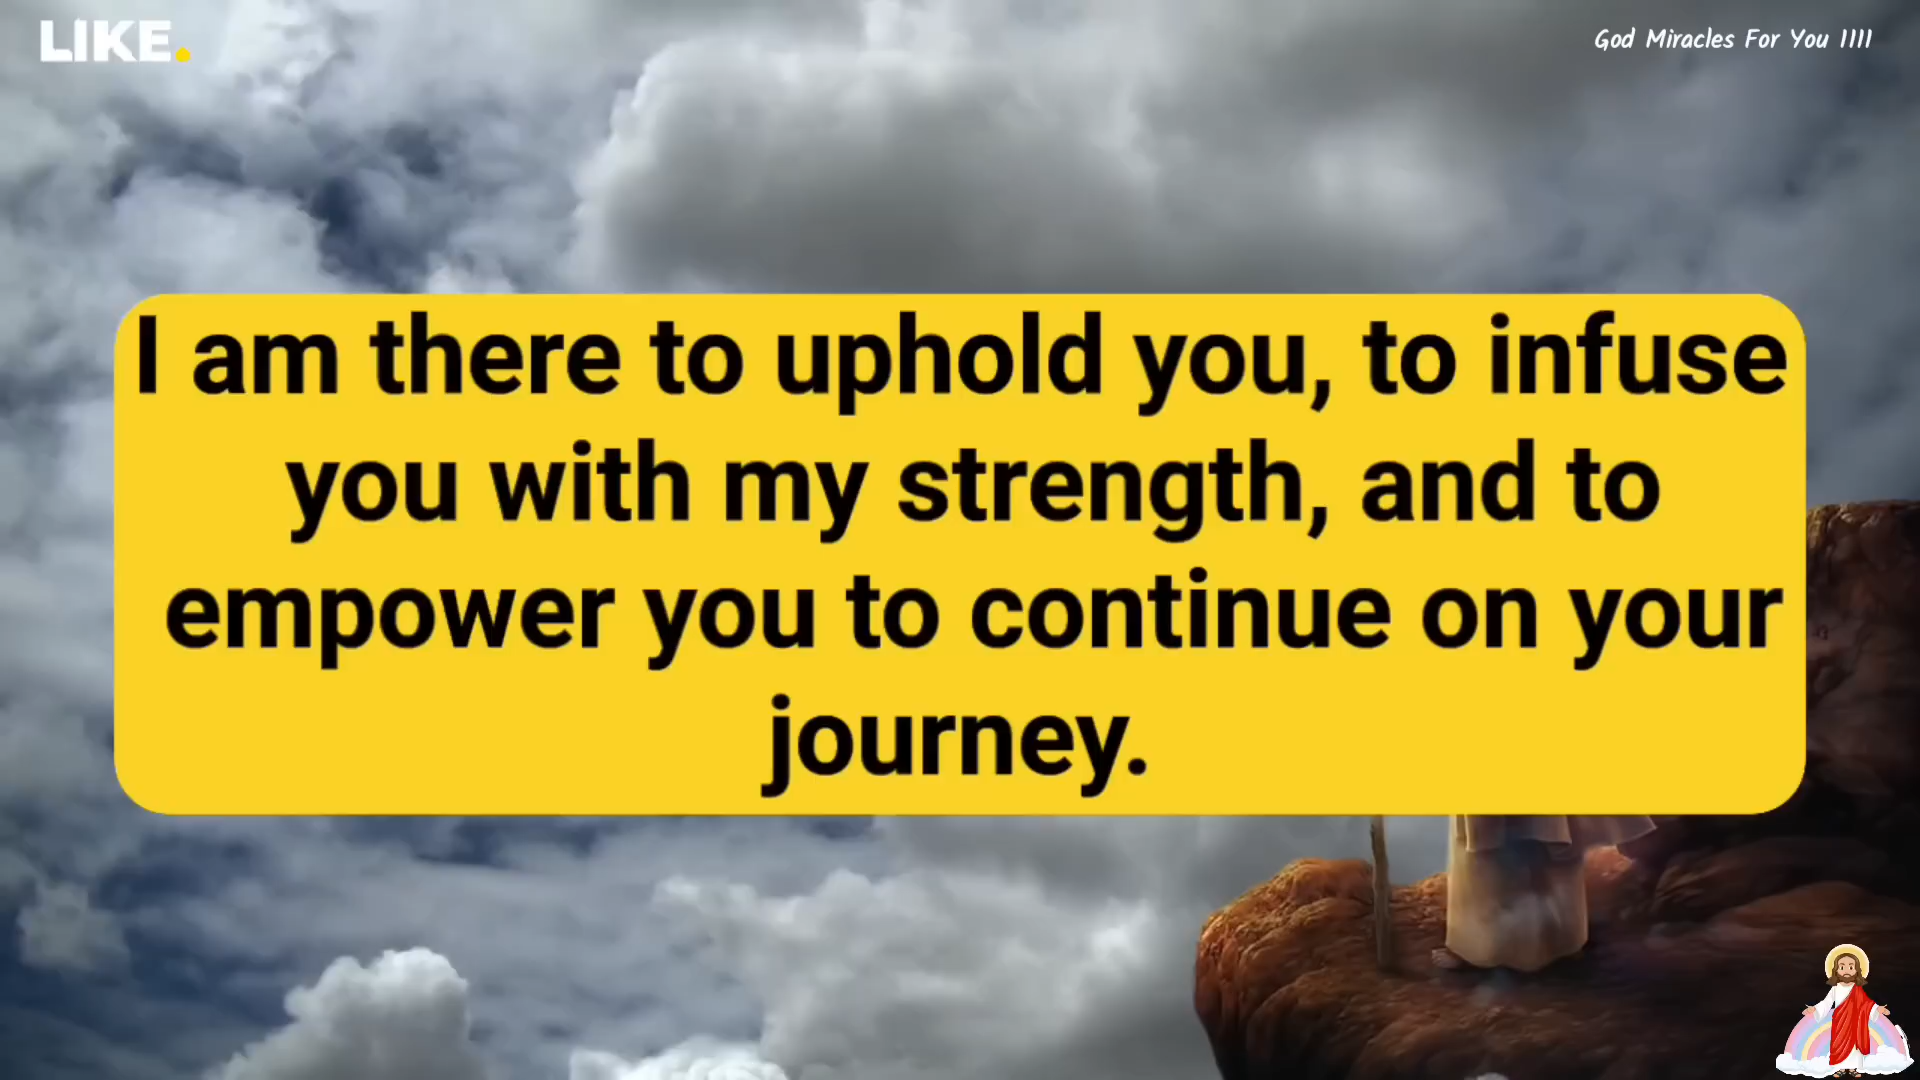 LIKE.
God Miracles For You 1111
I am there to uphold you, to infuse
you with my strength, and to
empower you to continue on your
journey.